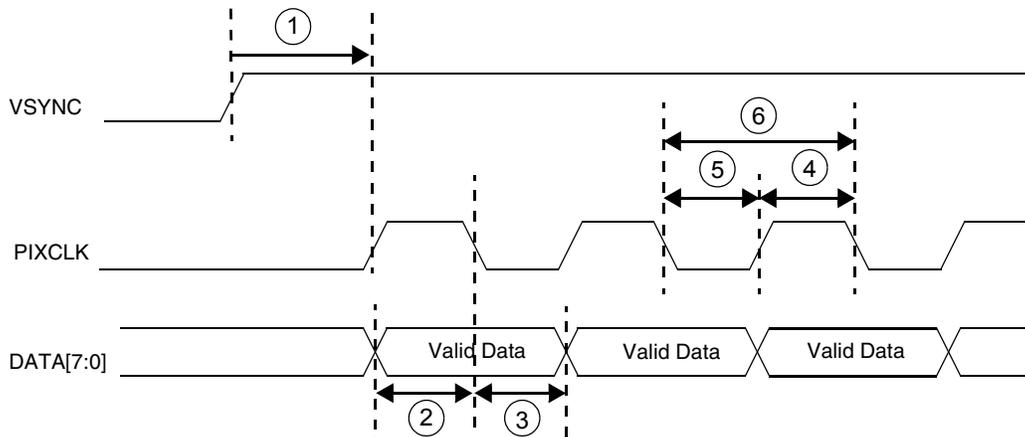 1
VSYNC
6
5 4
PIXCLK
DATA[7:0]
Valid Data Valid Data Valid Data
2 3